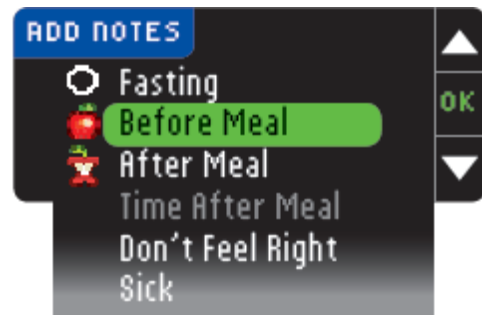 ADD NOTES
Fasting
OK
Before Meal
After Meal
Time After Meal
Don't Feel Right
Sick